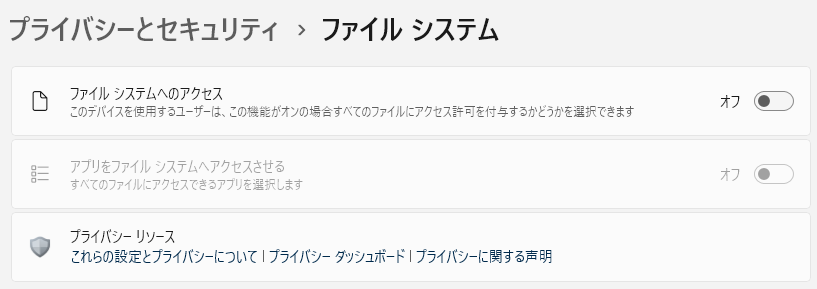 プライバシーとセキュリティ › ファイル システム
ファイル システムへのアクセス
このデバイスを使用するユーザーは、この機能がオンの場合すべてのファイルにアクセス許可を付与するかどうかを選択できます
オフ
アプリをファイル システムへアクセスさせる
すべてのファイルにアクセスできるアプリを選択します
オフ
プライバシー リソース
これらの設定とプライバシーについて | プライバシー ダッシュボード | プライバシーに関する声明